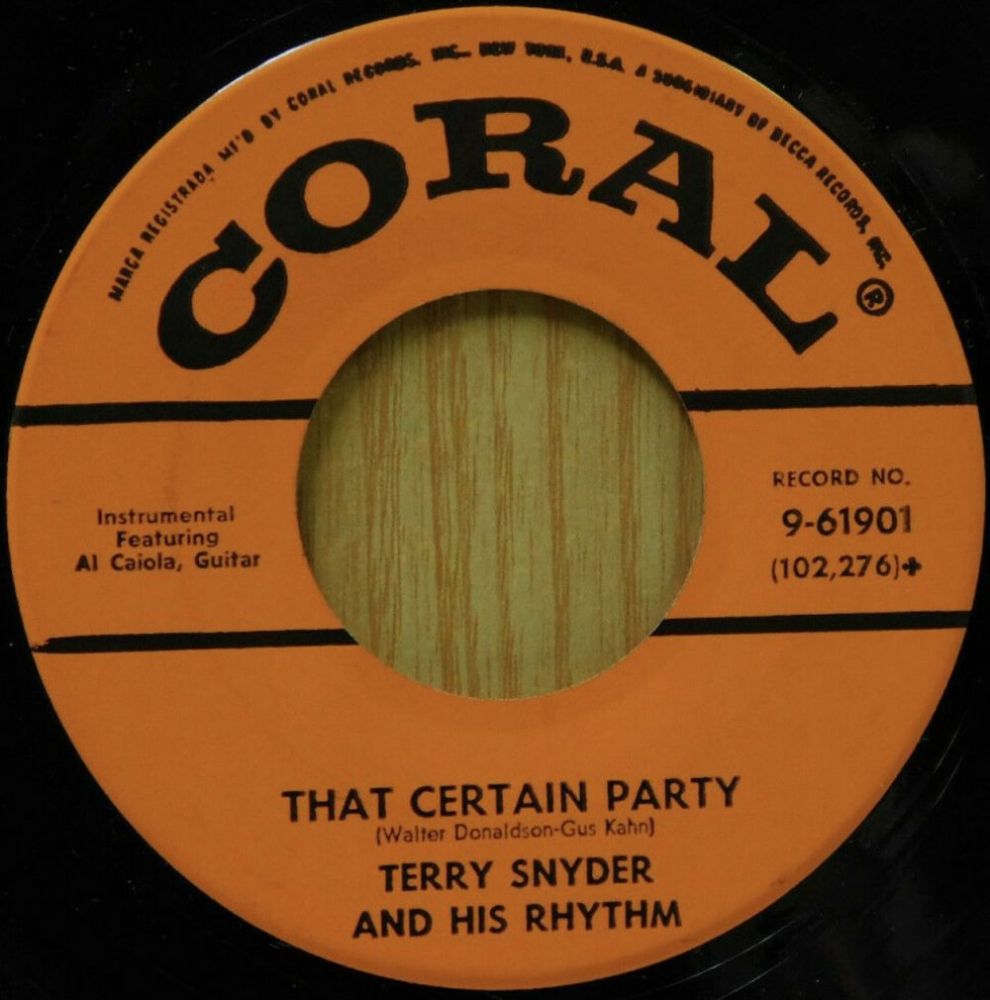 MARCA REGISTRADA MF'D BY CORAL RECORDS, INC., NEW YORK, U.S.A. A SUBSIDIARY OF DECCA RECORDS, INC.
CORAL®
Instrumental
Featuring
Al Caiola, Guitar
RECORD NO.
9-61901
(102,276)+
THAT CERTAIN PARTY
(Walter Donaldson-Gus Kahn)
TERRY SNYDER
AND HIS RHYTHM